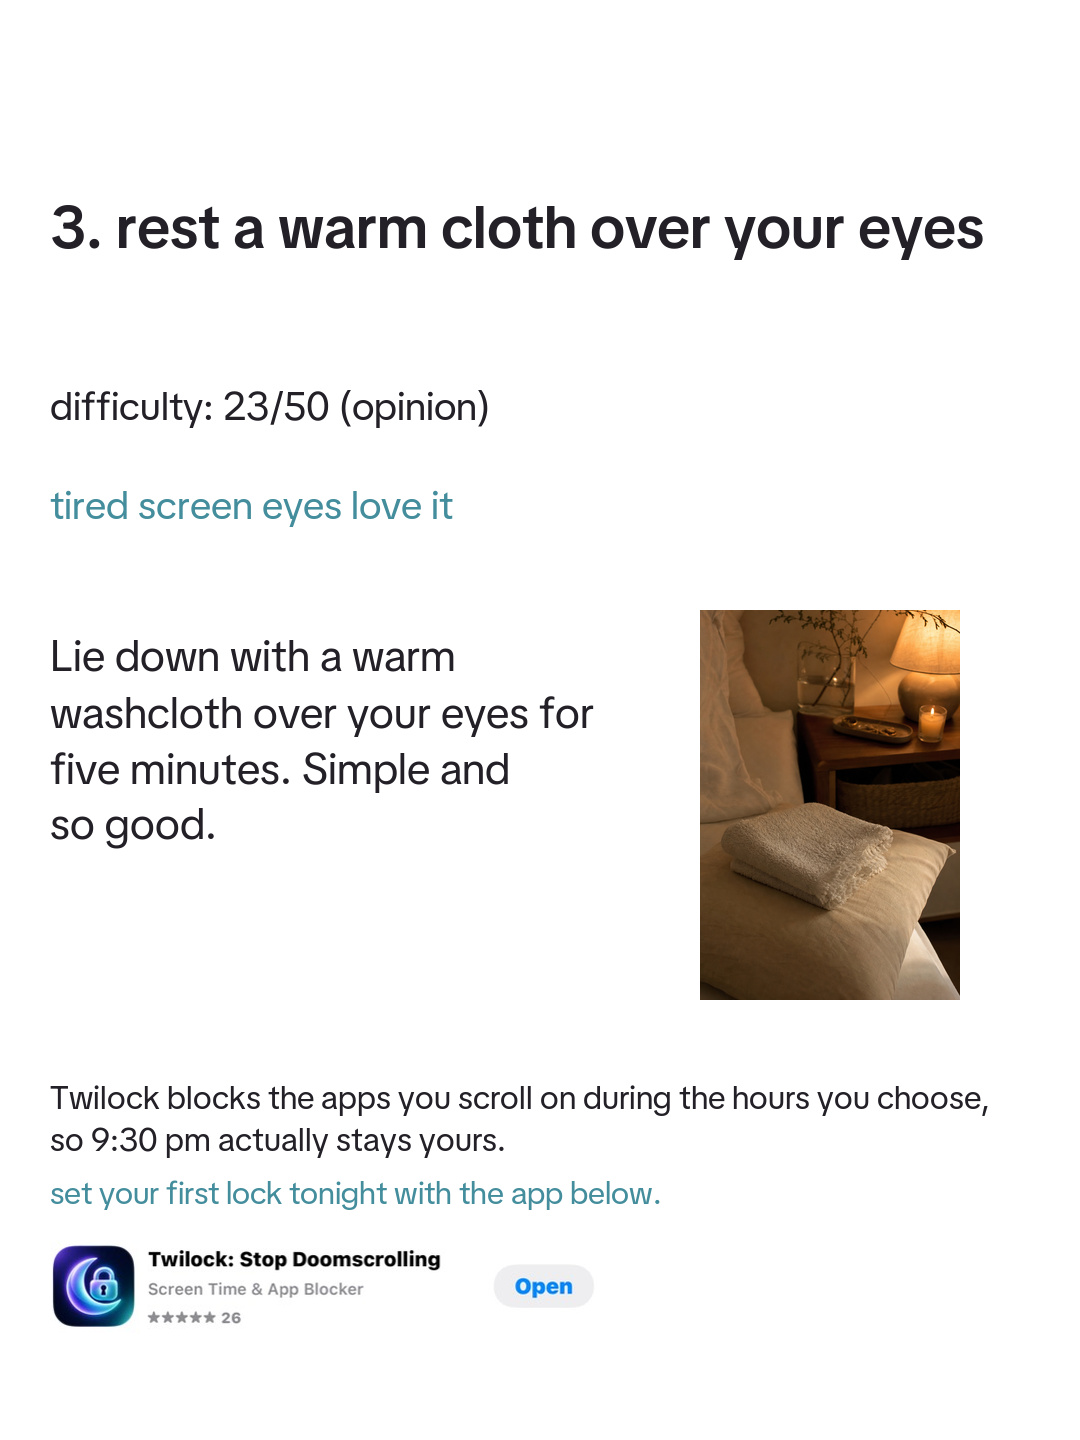 3. rest a warm cloth over your eyes
difficulty: 23/50 (opinion)
tired screen eyes love it
Lie down with a warm
washcloth over your eyes for
five minutes. Simple and
so good.
Twilock blocks the apps you scroll on during the hours you choose,
so 9:30 pm actually stays yours.
set your first lock tonight with the app below.
Twilock: Stop Doomscrolling
Screen Time & App Blocker
★★★★★ 26
Open